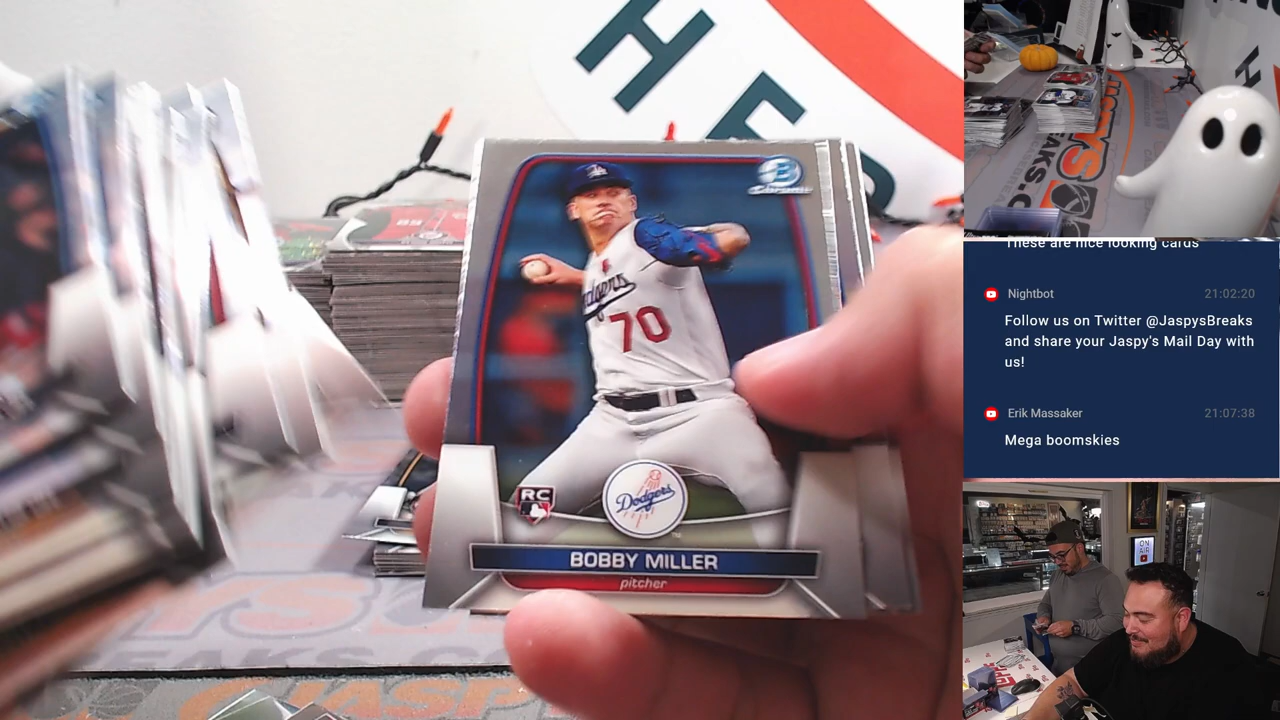 H
E
CHROME
Dodgers
70
RC
Dodgers
BOBBY MILLER
pitcher
These are nice looking cards
Nightbot 21:02:20
Follow us on Twitter @JaspysBreaks
and share your Jaspy's Mail Day with
us!
Erik Massaker 21:07:38
Mega boomskies
ON
AIR